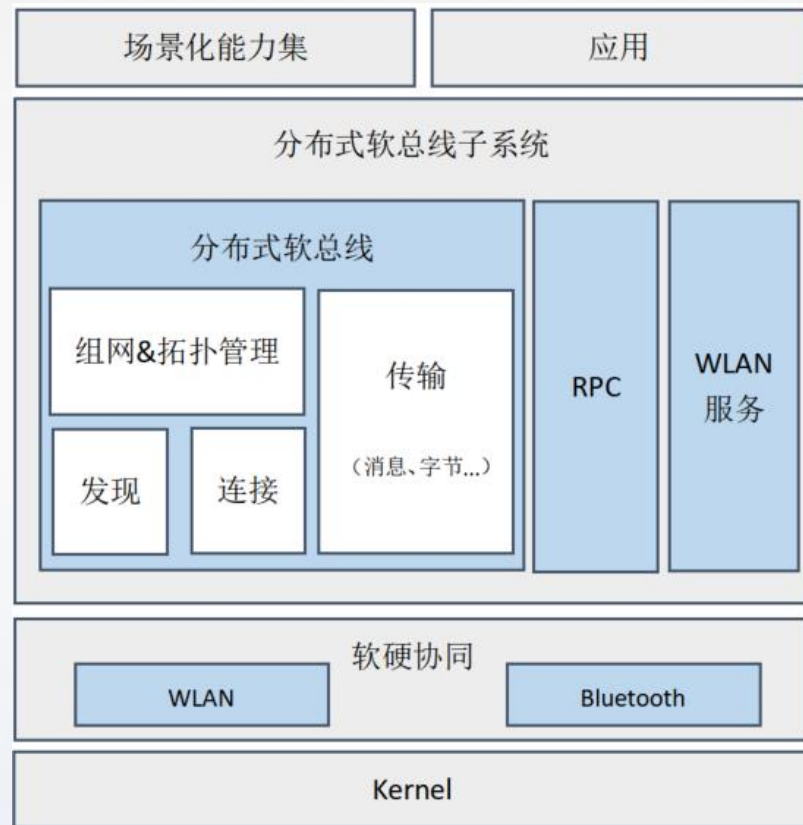 场景化能力集
应用
分布式软总线子系统
分布式软总线
组网&拓扑管理
发现
连接
传输
（消息、字节...）
RPC
WLAN
服务
软硬协同
WLAN
Bluetooth
Kernel